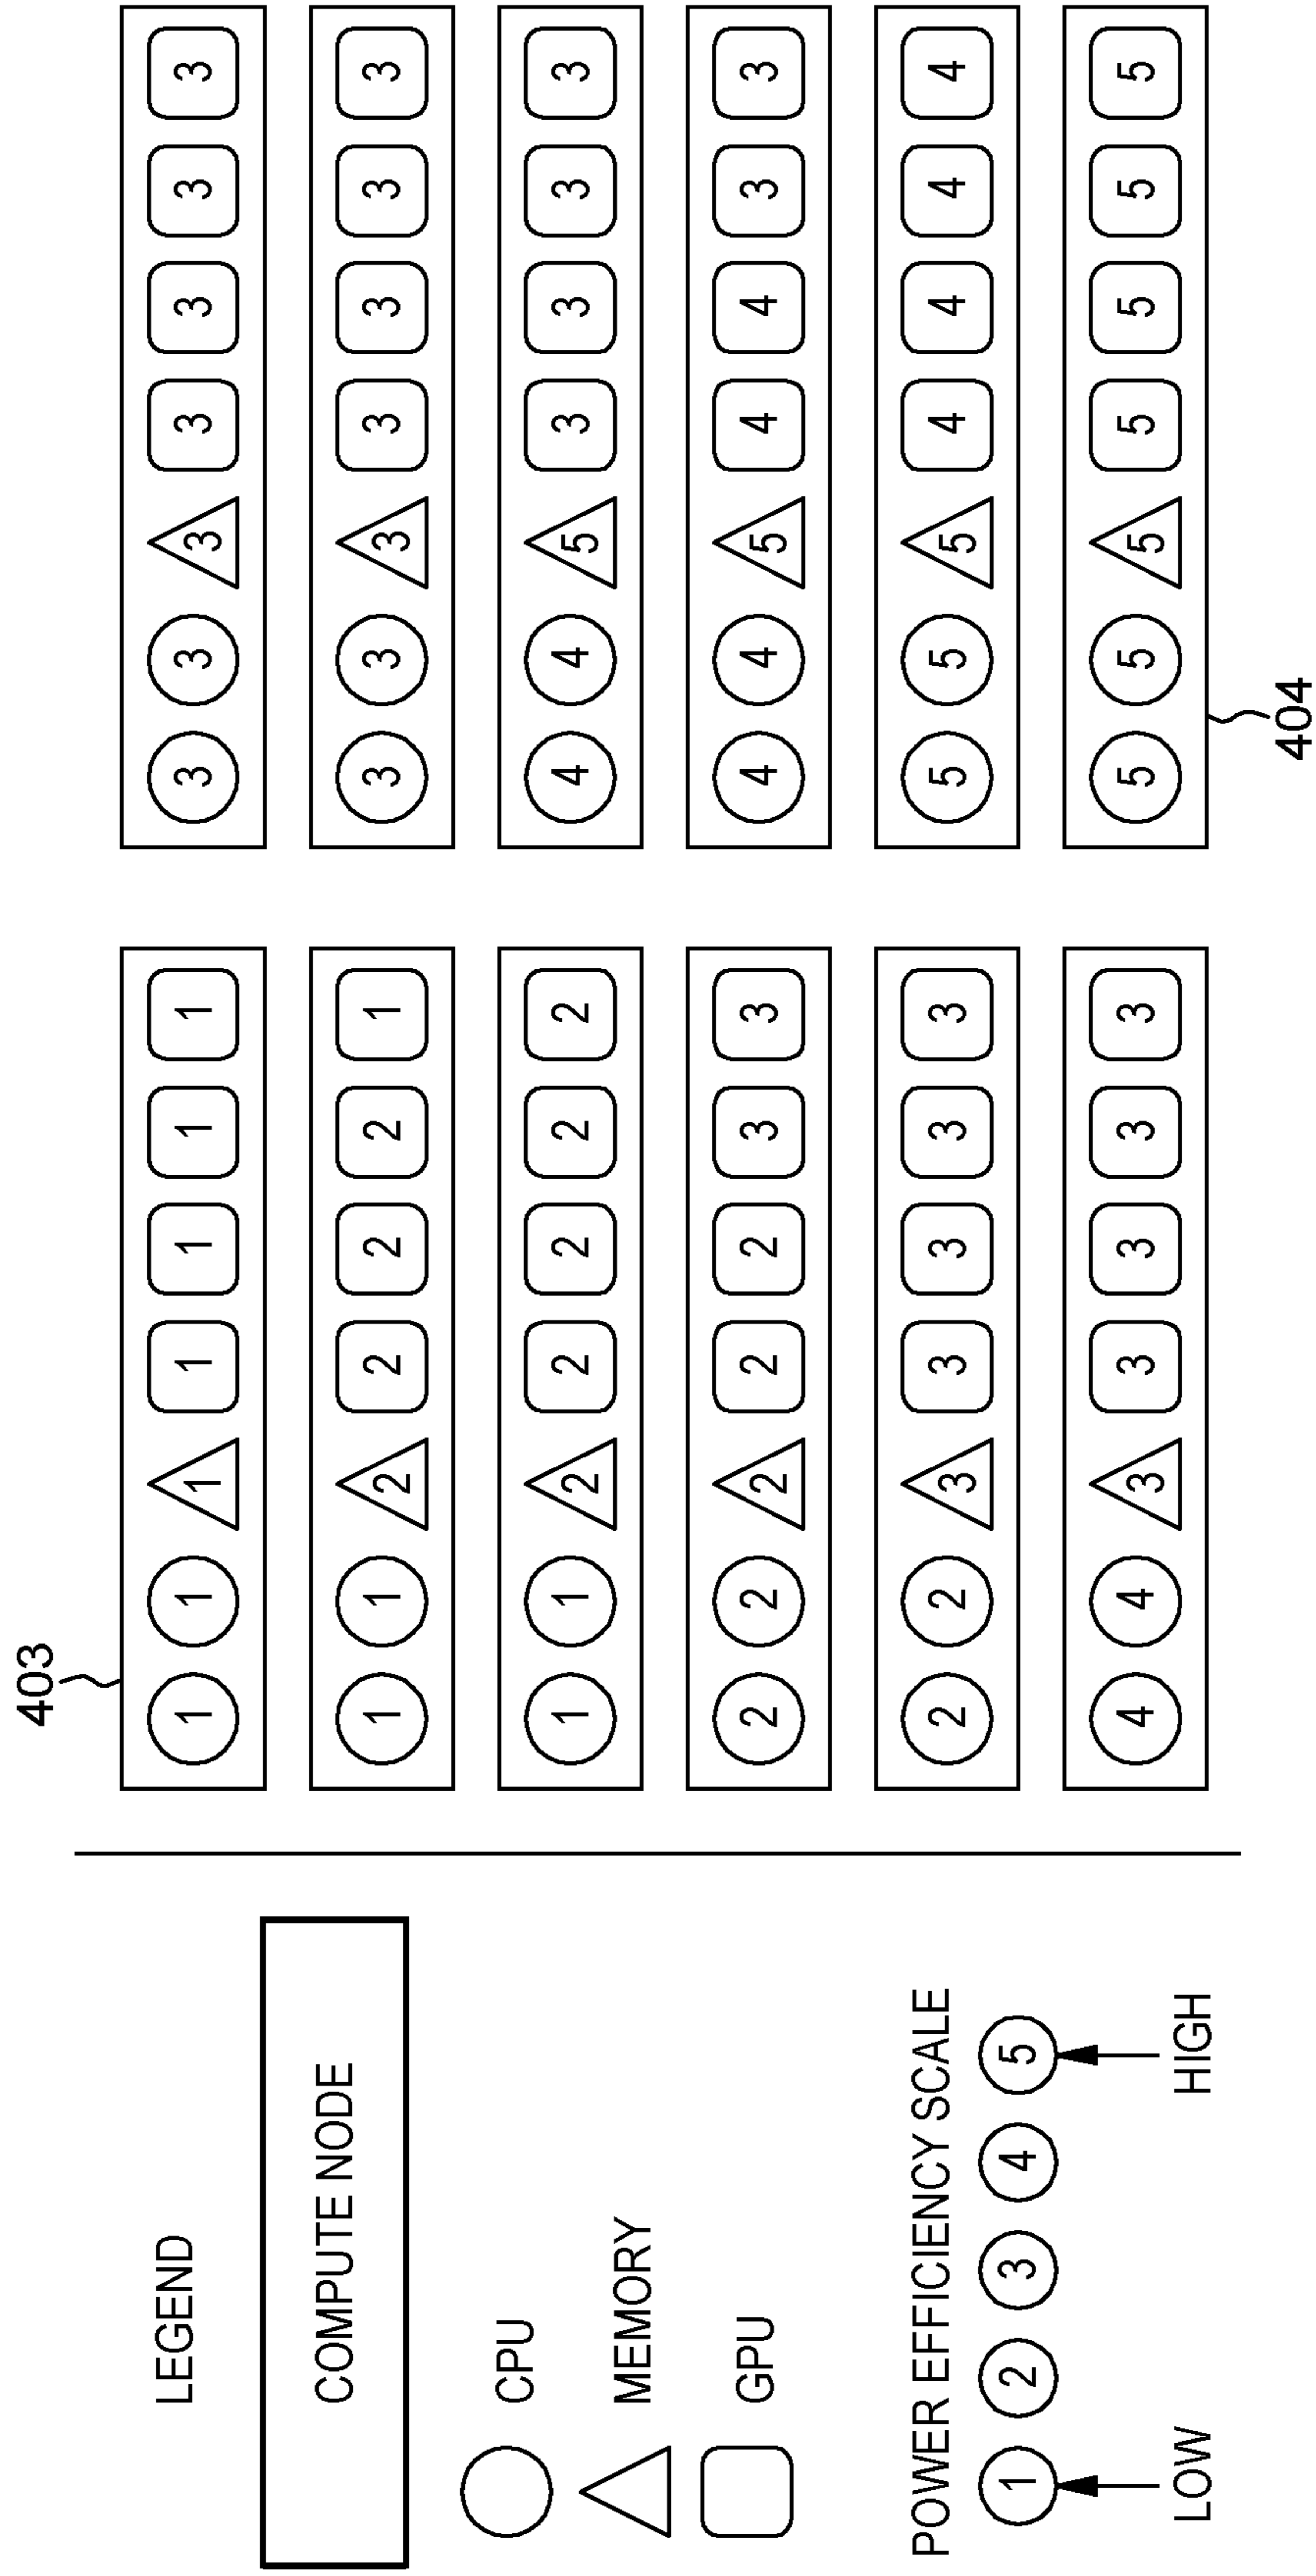 LEGEND
COMPUTE NODE
CPU
MEMORY
GPU
POWER EFFICIENCY SCALE
1 2 3 4 5
LOW HIGH
403
1 1 1 1 1 1 1
1 1 2 2 2 2 1
1 1 2 2 2 2 2
2 2 2 2 2 3 3
2 2 3 3 3 3 3
4 4 3 3 3 3 3
3 3 3 3 3 3 3
3 3 3 3 3 3 3
4 4 5 3 3 3 3
4 4 5 4 4 3 3
5 5 5 4 4 4 4
5 5 5 5 5 5 5
404